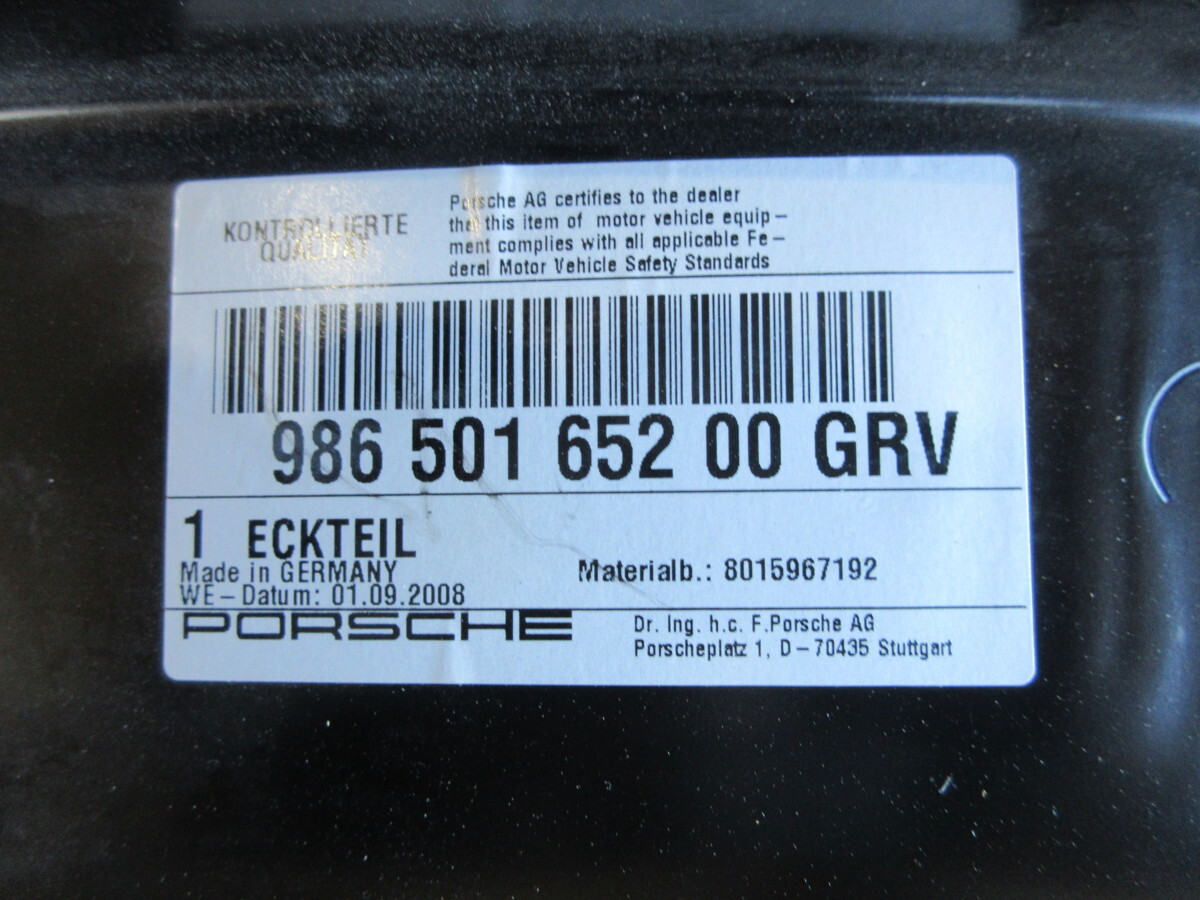 KONTROLLIERTE
QUALITÄT
Porsche AG certifies to the dealer
that this item of motor vehicle equip-
ment complies with all applicable Fe-
deral Motor Vehicle Safety Standards
986 501 652 00 GRV
1 ECKTEIL
Made in GERMANY
WE-Datum: 01.09.2008
Materialb.: 8015967192
PORSCHE
Dr. Ing. h.c. F.Porsche AG
Porscheplatz 1, D-70435 Stuttgart